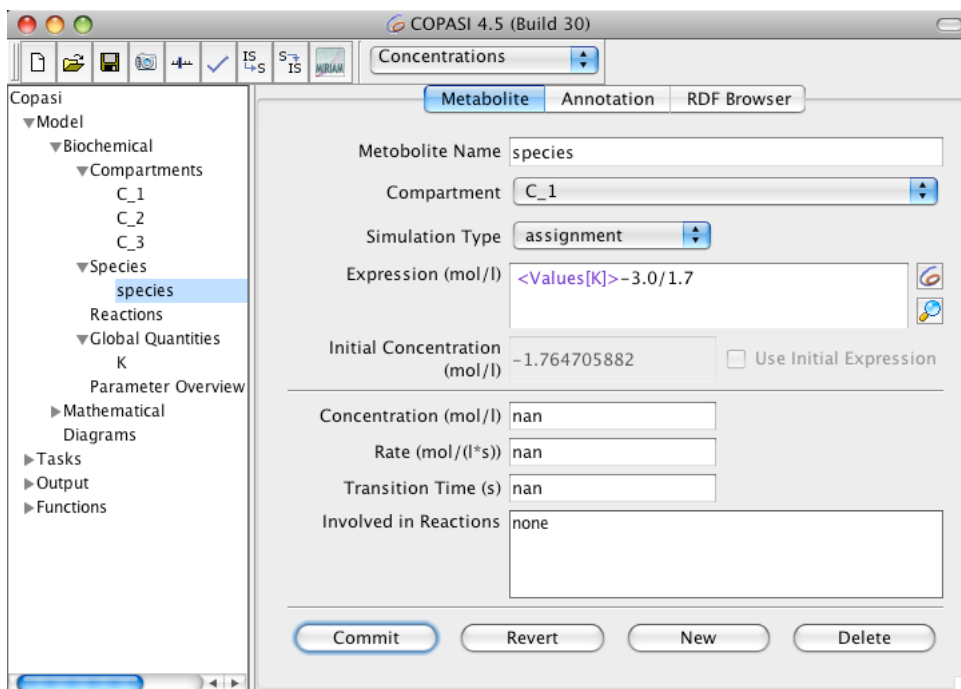 COPASI 4.5 (Build 30)
IS
S
S
IS
MIRIAM
Concentrations
Copasi
Model
Biochemical
Compartments
C_1
C_2
C_3
Species
species
Reactions
Global Quantities
K
Parameter Overview
Mathematical
Diagrams
Tasks
Output
Functions
Metabolite Annotation RDF Browser
Metobolite Name species
Compartment C_1
Simulation Type assignment
Expression (mol/l) <Values[K]>-3.0/1.7
Initial Concentration
(mol/l) -1.764705882 Use Initial Expression
Concentration (mol/l) nan
Rate (mol/(l*s)) nan
Transition Time (s) nan
Involved in Reactions none
Commit Revert New Delete